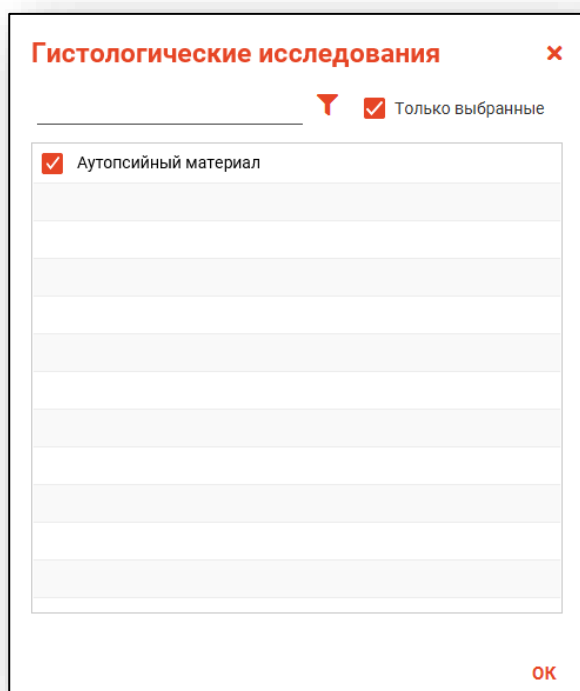 Гистологические исследования
Только выбранные
Аутопсийный материал
ОК